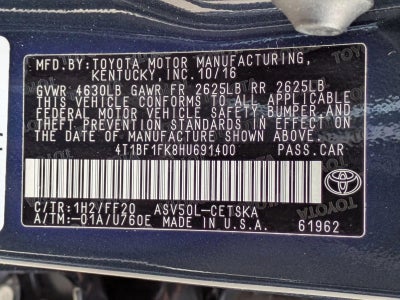 MFD.BY:TOYOTA MOTOR MANUFACTURING,
KENTUCKY,INC.10/16
GVWR 4630LB GAWR FR 2625LB RR 2625LB
THIS VEHICLE CONFORMS TO ALL APPLICABLE
FEDERAL MOTOR VEHICLE SAFETY BUMPER AND
THEFT PREVENTION STANDARDS IN EFFECT ON
THE DATE OF MANUFACTURE SHOWN ABOVE
4T1BF1FK8HU691400 PASS.CAR
TOYOTA
C/TR:1H2/FF20 ASV50L-CETSKA
A/TM:-01A/U760E MADE IN U.S.A. 61962